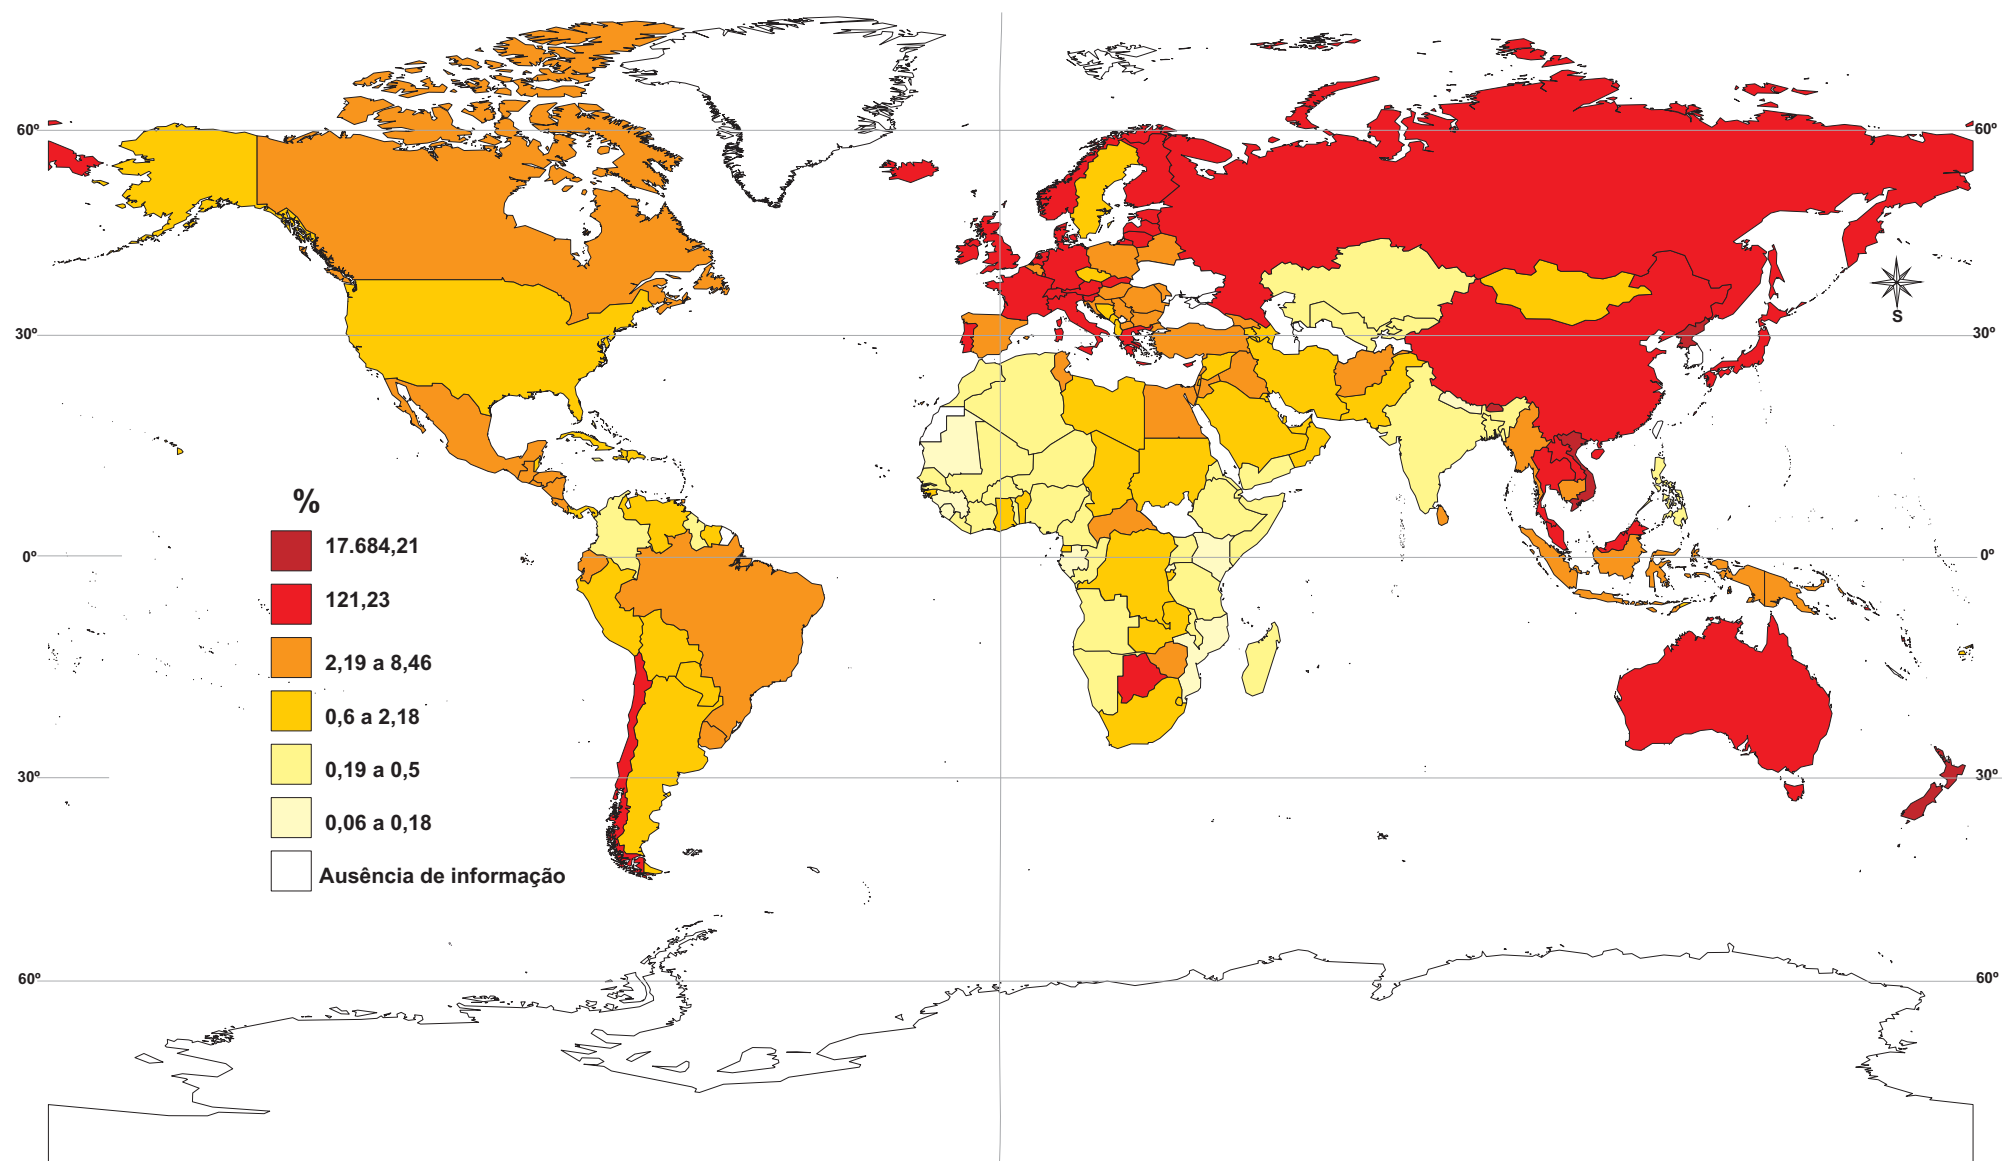 60º
60º
S
30º
30º
%
17.684,21
121,23
0º
0º
2,19 a 8,46
0,6 a 2,18
0,19 a 0,5
30º
30º
0,06 a 0,18
Ausência de informação
60º
60º